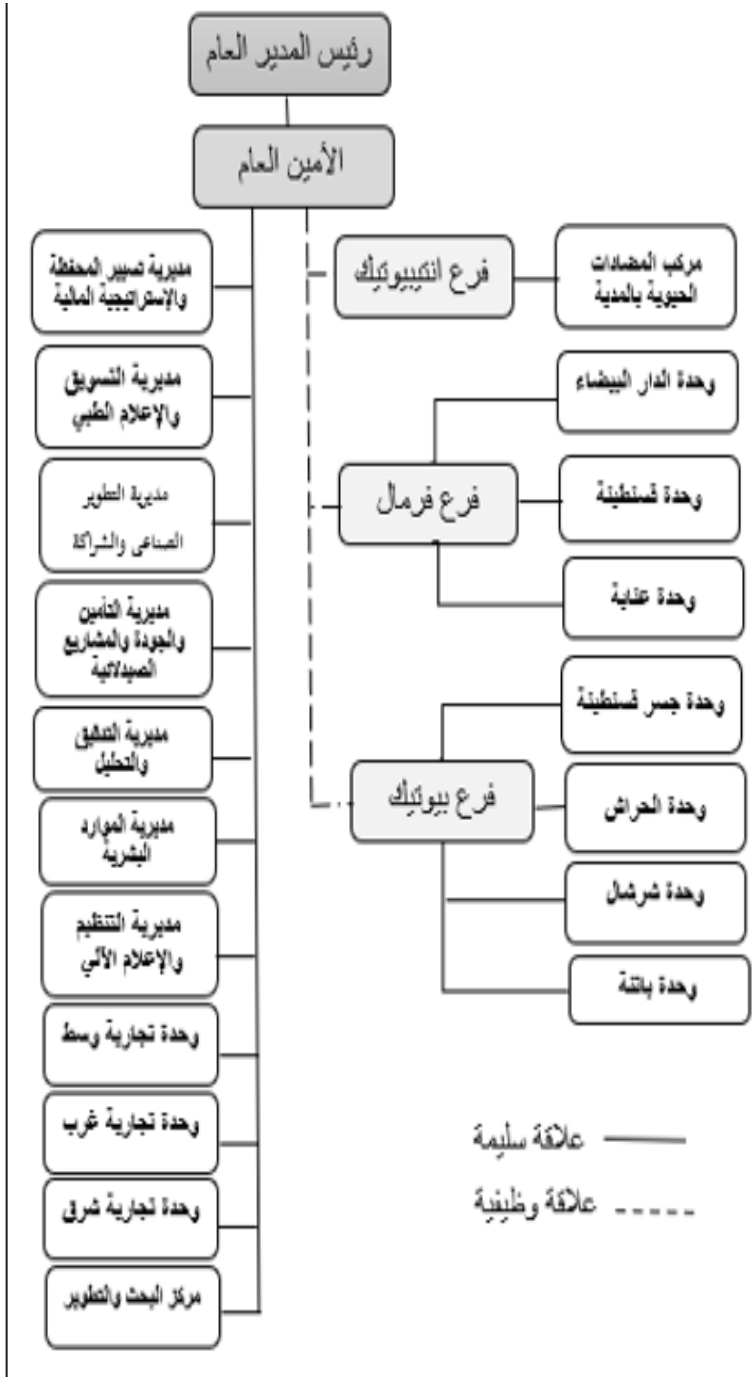 رئيس المدير العام
الأمين العام
مركب المضادات
الحيوية بالمدية
فرع انتيبيوتيك
مديرية تسيير المحفظة
والإستراتيجية المالية
وحدة الدار البيضاء
مديرية التسويق
والإعلام الطبي
وحدة قسنطينة
فرع فرمال
مديرية التطوير
الصناعي والشراكة
وحدة عنابة
مديرية التأمين
والجودة والمشاريع
الصيدلانية
وحدة جسر قسنطينة
مديرية التدقيق
والتحليل
وحدة الحراش
فرع بيوتيك
مديرية الموارد
البشرية
وحدة شرشال
مديرية التنظيم
والإعلام الآلي
وحدة باتنة
وحدة تجارية وسط
وحدة تجارية غرب
وحدة تجارية شرق
مركز البحث والتطوير
علاقة سليمة
علاقة وظيفية